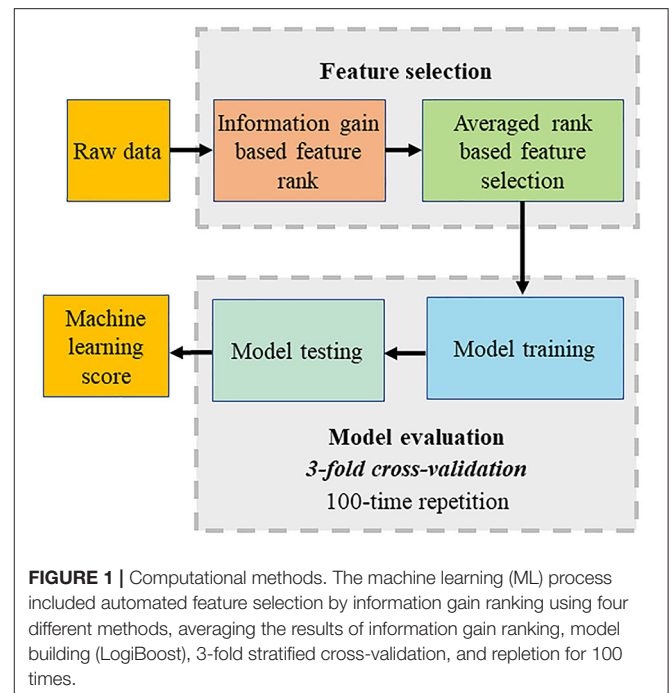 Feature selection
Raw data
Information gain
based feature
rank
Averaged rank
based feature
selection
Machine
learning
score
Model testing
Model training
Model evaluation
3-fold cross-validation
100-time repetition
FIGURE 1 | Computational methods. The machine learning (ML) process
included automated feature selection by information gain ranking using four
different methods, averaging the results of information gain ranking, model
building (LogiBoost), 3-fold stratified cross-validation, and repletion for 100
times.